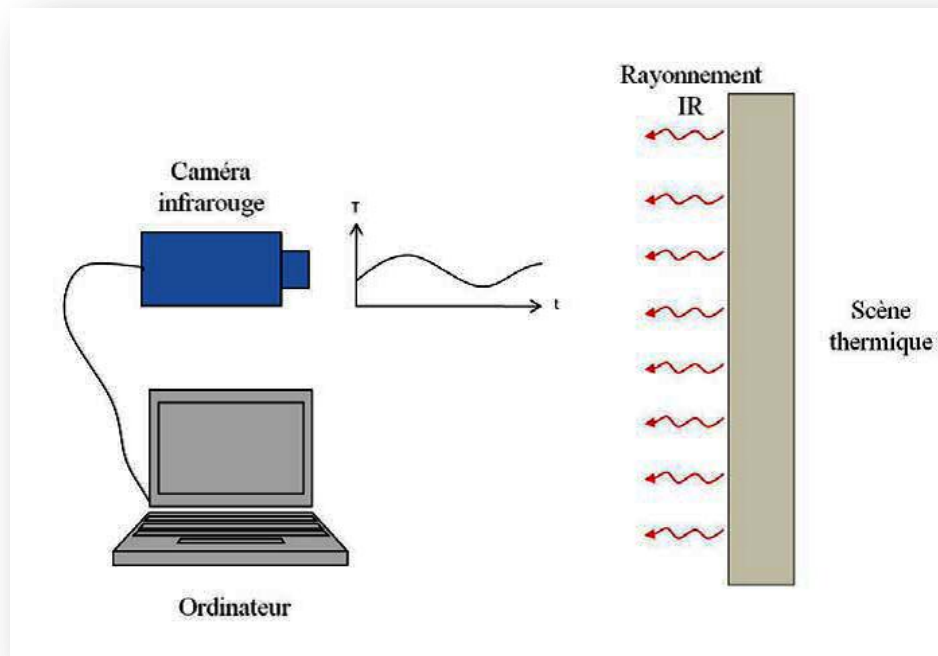 Rayonnement
IR
Caméra
infrarouge
T
t
Scène
thermique
Ordinateur